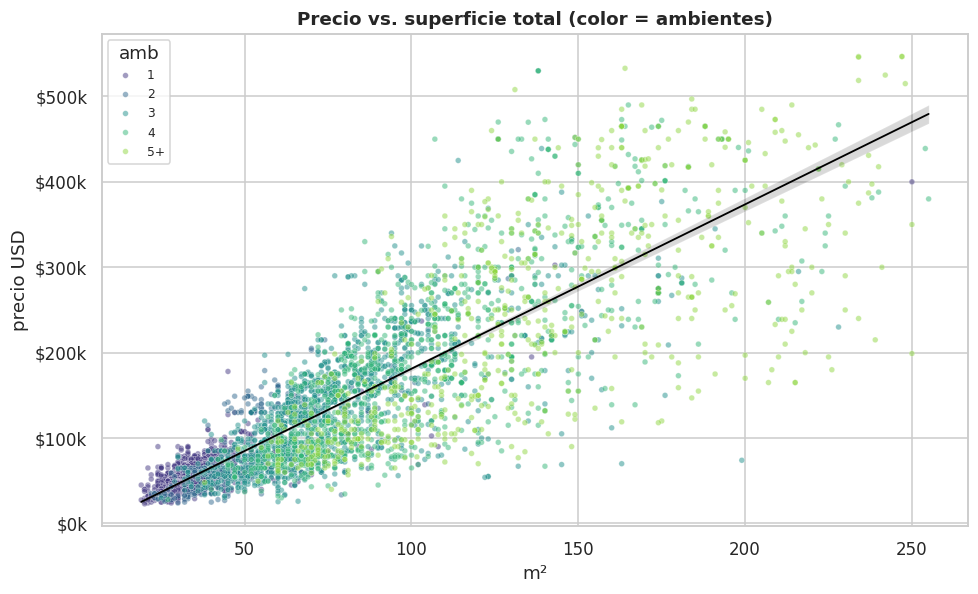 Precio vs. superficie total (color = ambientes)
amb
1
2
3
4
5+
$500k
$400k
$300k
$200k
$100k
$0k
precio USD
50
100
150
200
250
m²